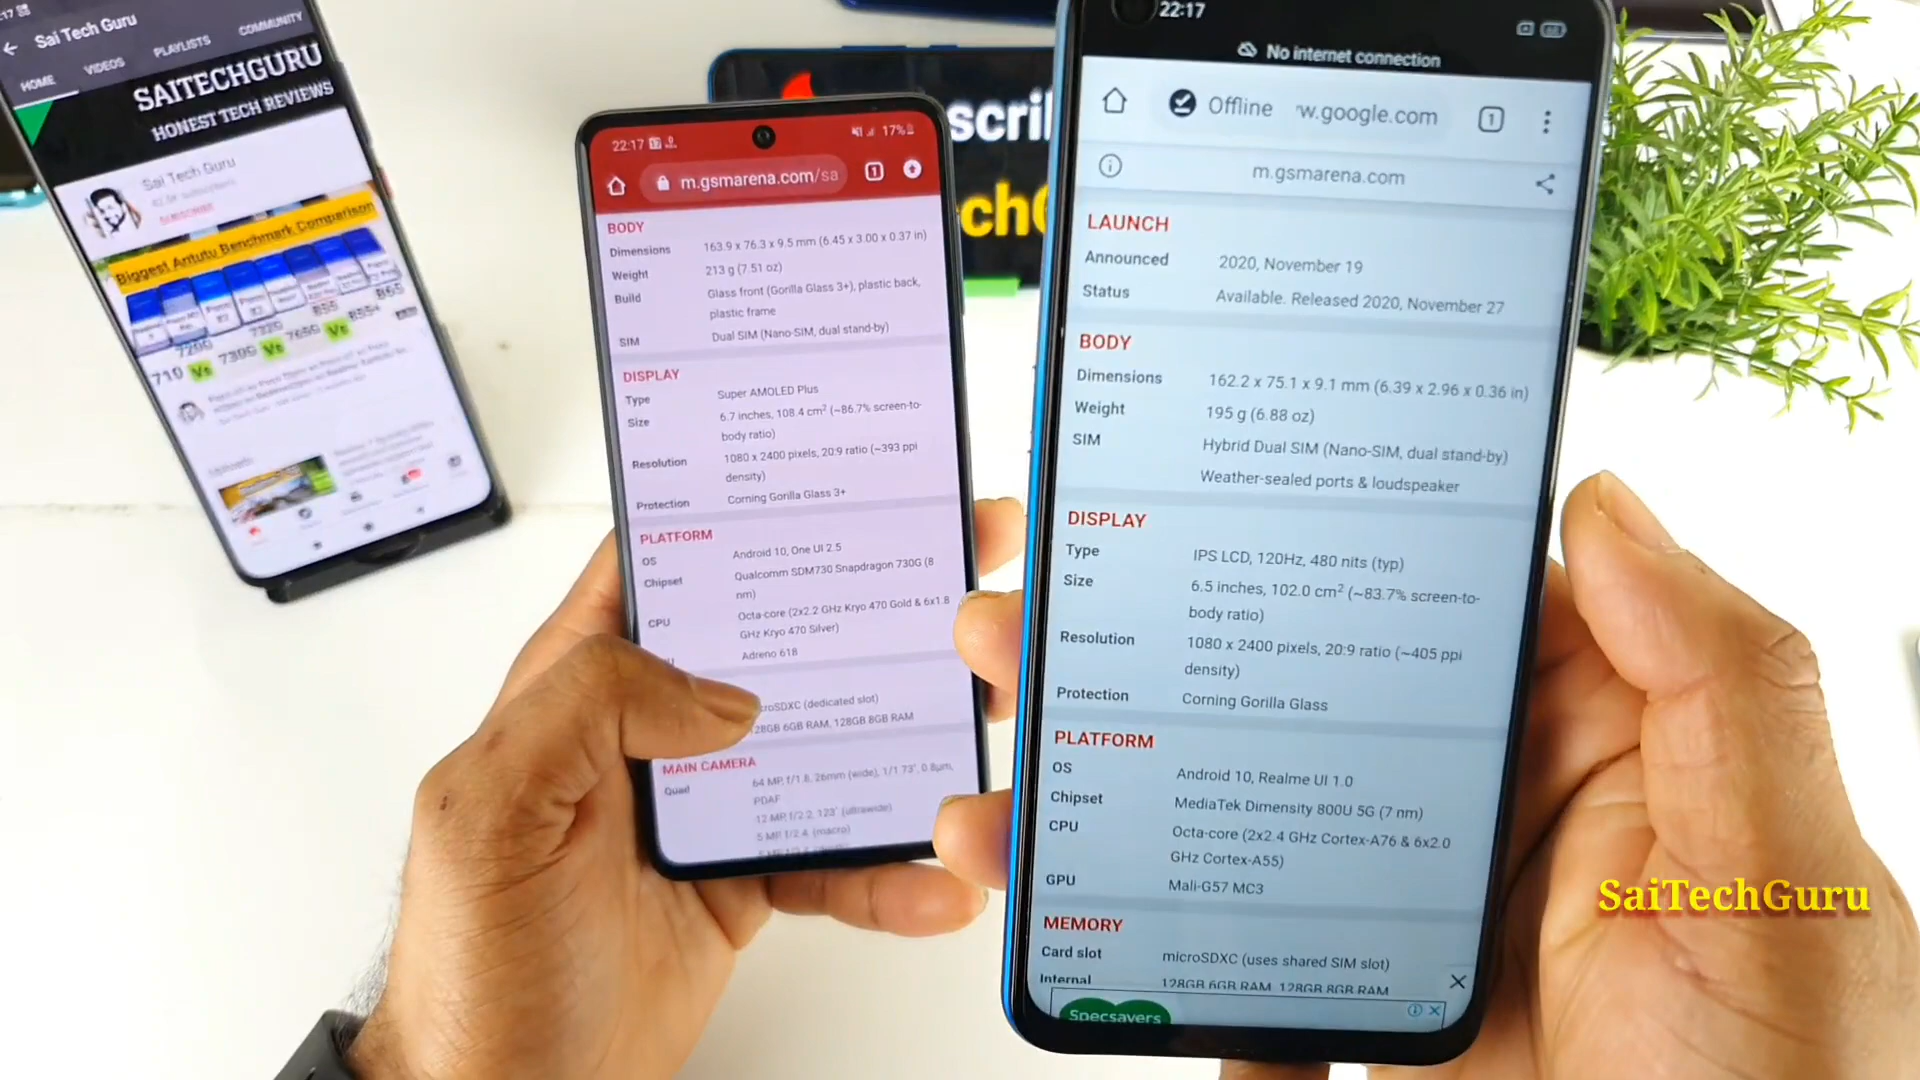 Sai Tech Guru
HOME VIDEOS PLAYLISTS COMMUNITY
SAITECHGURU
HONEST TECH REVIEWS
Sai Tech Guru
SUBSCRIBE
Biggest Antutu Benchmark Comparison
710 Vs Vs Vs
scrib
echG
22:17 17%
m.gsmarena.com/sa 1
BODY
Dimensions 163.9 x 76.3 x 9.5 mm (6.45 x 3.00 x 0.37 in)
Weight 213 g (7.51 oz)
Build Glass front (Gorilla Glass 3+), plastic back,
plastic frame
SIM Dual SIM (Nano-SIM, dual stand-by)
DISPLAY
Type Super AMOLED Plus
Size 6.7 inches, 108.4 cm² (~86.7% screen-to-
body ratio)
Resolution 1080 x 2400 pixels, 20:9 ratio (~393 ppi
density)
Protection Corning Gorilla Glass 3+
PLATFORM
OS Android 10, One UI 2.5
Chipset Qualcomm SDM730 Snapdragon 730G (8
nm)
CPU Octa-core (2x2.2 GHz Kryo 470 Gold & 6x1.8
GHz Kryo 470 Silver)
Adreno 618
croSDXC (dedicated slot)
128GB 6GB RAM, 128GB 8GB RAM
MAIN CAMERA
Quad 64 MP, f/1.8, 26mm (wide), 1/1.73", 0.8µm,
PDAF
12 MP, f/2.2, 123° (ultrawide)
5 MP, f/2.4, (macro)
22:17
No internet connection
Offline w.google.com 1
m.gsmarena.com
LAUNCH
Announced 2020, November 19
Status Available. Released 2020, November 27
BODY
Dimensions 162.2 x 75.1 x 9.1 mm (6.39 x 2.96 x 0.36 in)
Weight 195 g (6.88 oz)
SIM Hybrid Dual SIM (Nano-SIM, dual stand-by)
Weather-sealed ports & loudspeaker
DISPLAY
Type IPS LCD, 120Hz, 480 nits (typ)
Size 6.5 inches, 102.0 cm² (~83.7% screen-to-
body ratio)
Resolution 1080 x 2400 pixels, 20:9 ratio (~405 ppi
density)
Protection Corning Gorilla Glass
PLATFORM
OS Android 10, Realme UI 1.0
Chipset MediaTek Dimensity 800U 5G (7 nm)
CPU Octa-core (2x2.4 GHz Cortex-A76 & 6x2.0
GHz Cortex-A55)
GPU Mali-G57 MC3
MEMORY
Card slot microSDXC (uses shared SIM slot)
Internal 128GB 6GB RAM, 128GB 8GB RAM
Specsavers
SaiTechGuru